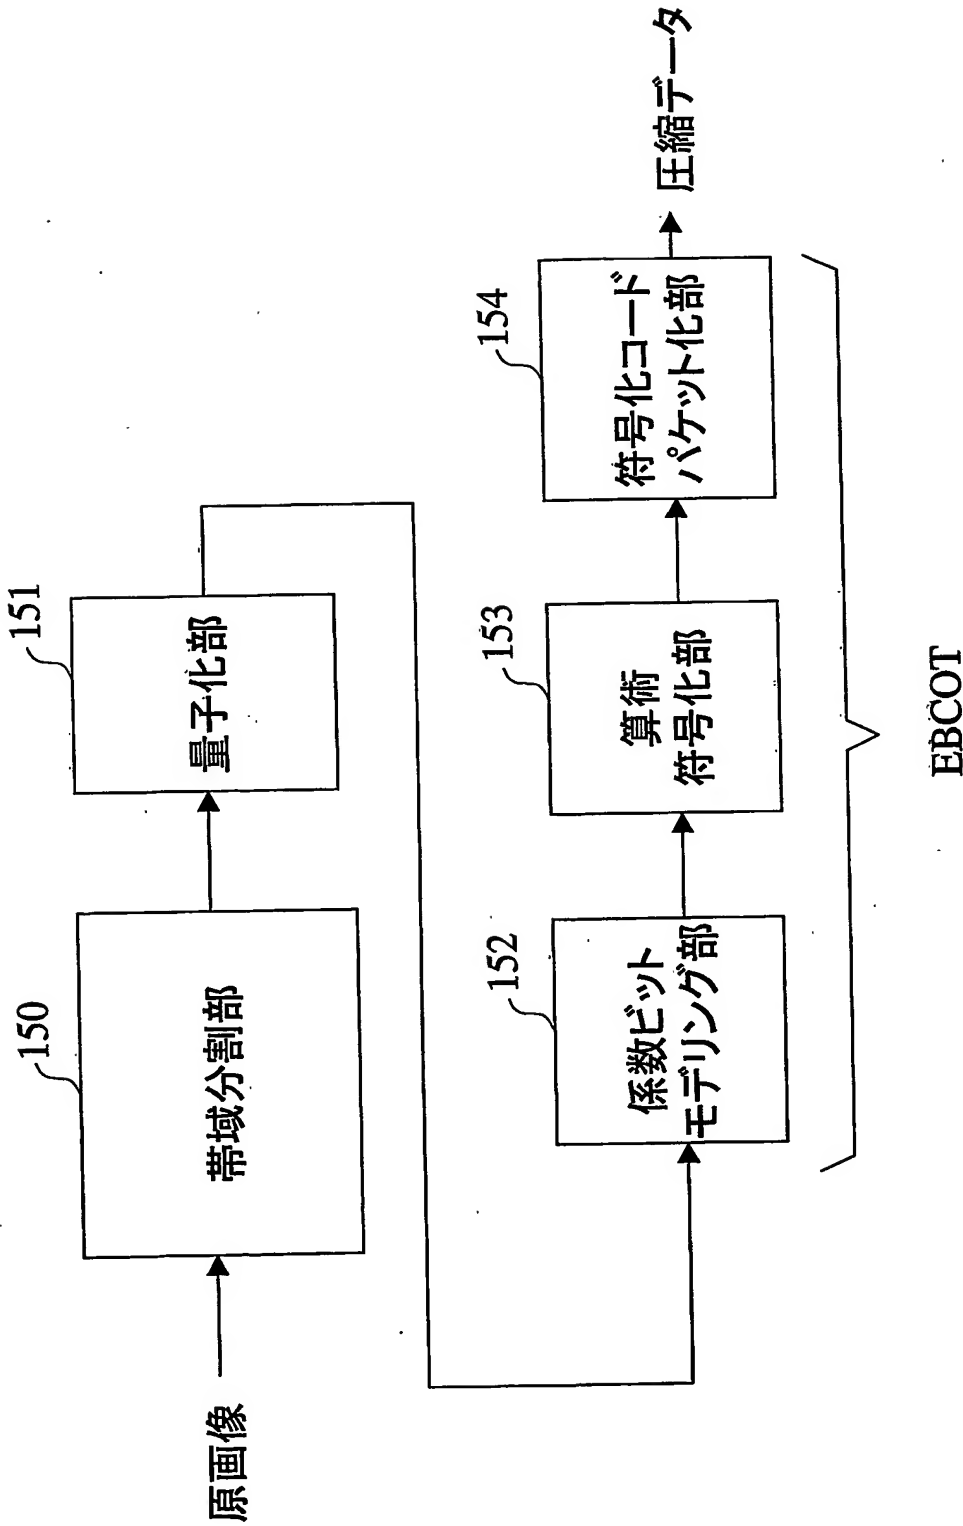 原画像
150
帯域分割部
151
量子化部
152
係数ビット
モデリング部
153
算術
符号化部
154
符号化コード
パケット化部
圧縮データ
EBCOT